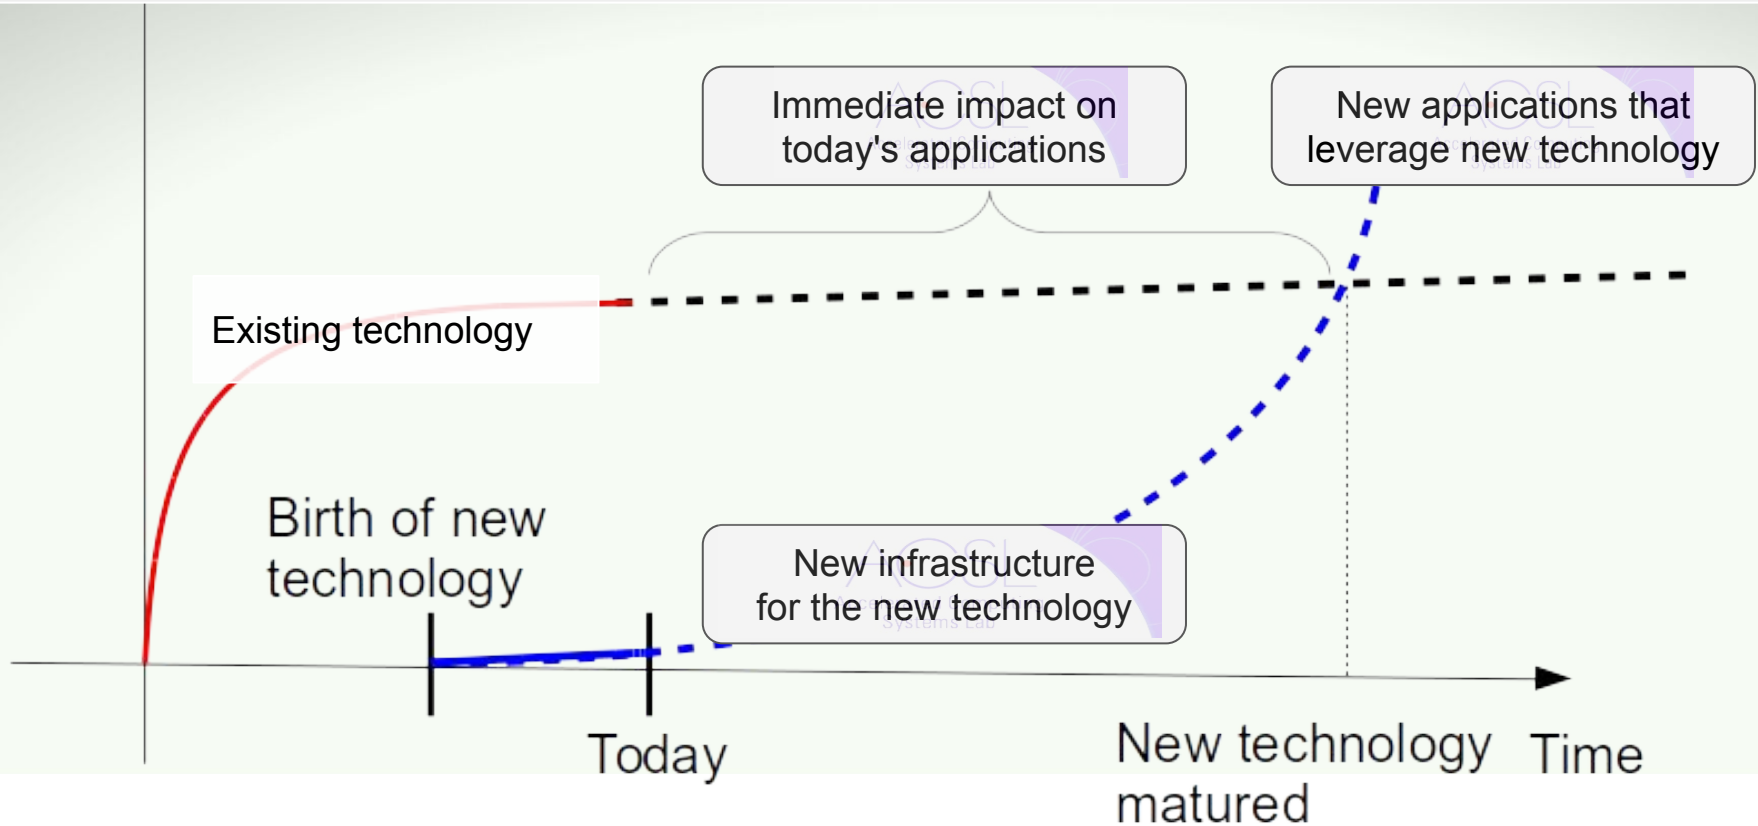 Immediate impact on
today's applications
New applications that
leverage new technology
Existing technology
Birth of new
technology
New infrastructure
for the new technology
Today
New technology
matured
Time